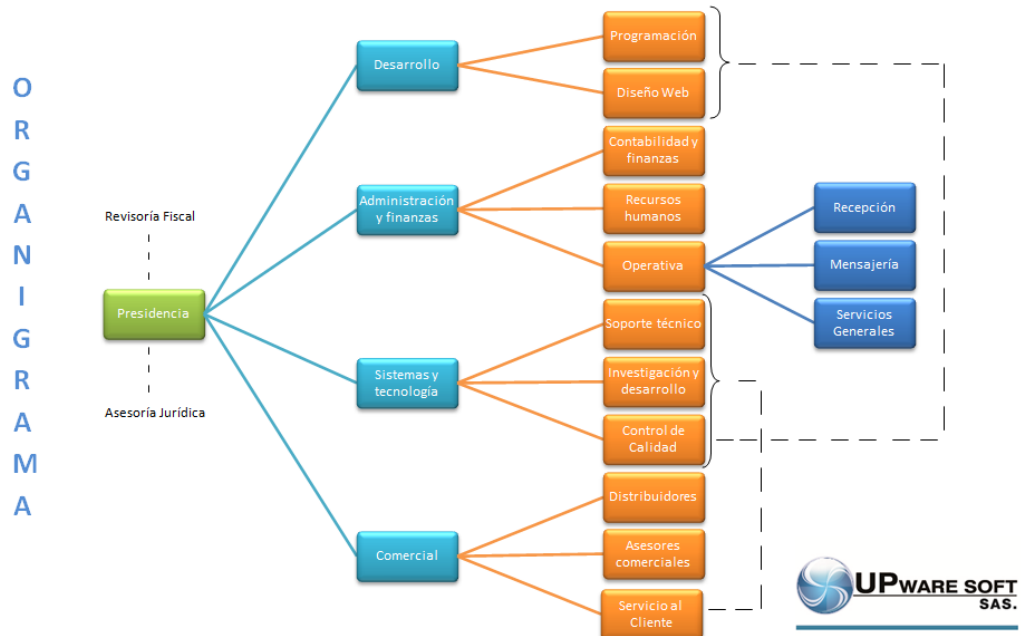 ORGANIGRAMA
Revisoría Fiscal
Presidencia
Asesoría Jurídica
Desarrollo
Programación
Diseño Web
Administración
y finanzas
Contabilidad y
finanzas
Recursos
humanos
Operativa
Recepción
Mensajería
Servicios
Generales
Sistemas y
tecnología
Soporte técnico
Investigación y
desarrollo
Control de
Calidad
Comercial
Distribuidores
Asesores
comerciales
Servicio al
Cliente
UPWARE SOFT
SAS.